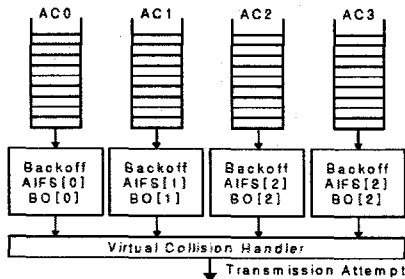 AC0 AC1 AC2 AC3
Backoff Backoff Backoff Backoff
AIFS[0] AIFS[1] AIFS[2] AIFS[2]
BO[0] BO[1] BO[2] BO[2]
Virtual Collision Handler
Transmission Attempt